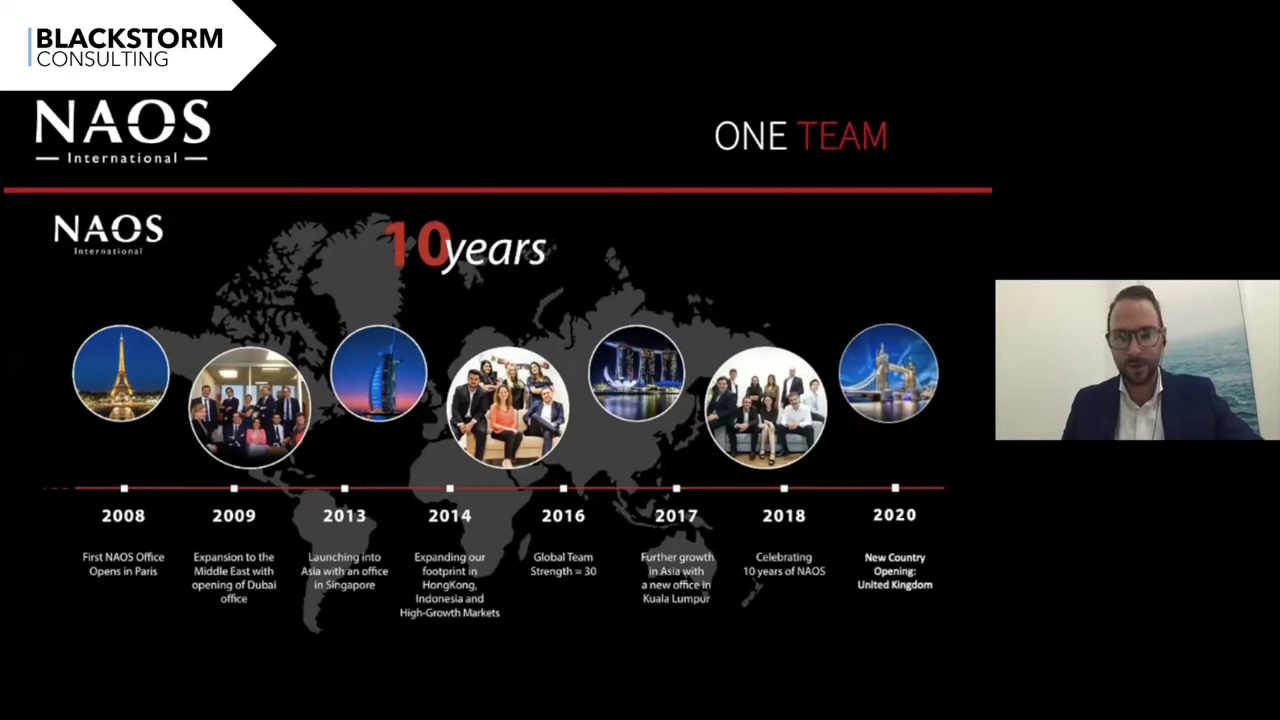 BLACKSTORM
CONSULTING
NAOS
International
ONE TEAM
NAOS
International
10years
2008
First NAOS Office
Opens in Paris
2009
Expansion to the
Middle East with
opening of Dubai
office
2013
Launching into
Asia with an office
in Singapore
2014
Expanding our
footprint in
HongKong,
Indonesia and
High-Growth Markets
2016
Global Team
Strength = 30
2017
Further growth
in Asia with
a new office in
Kuala Lumpur
2018
Celebrating
10 years of NAOS
2020
New Country
Opening:
United Kingdom